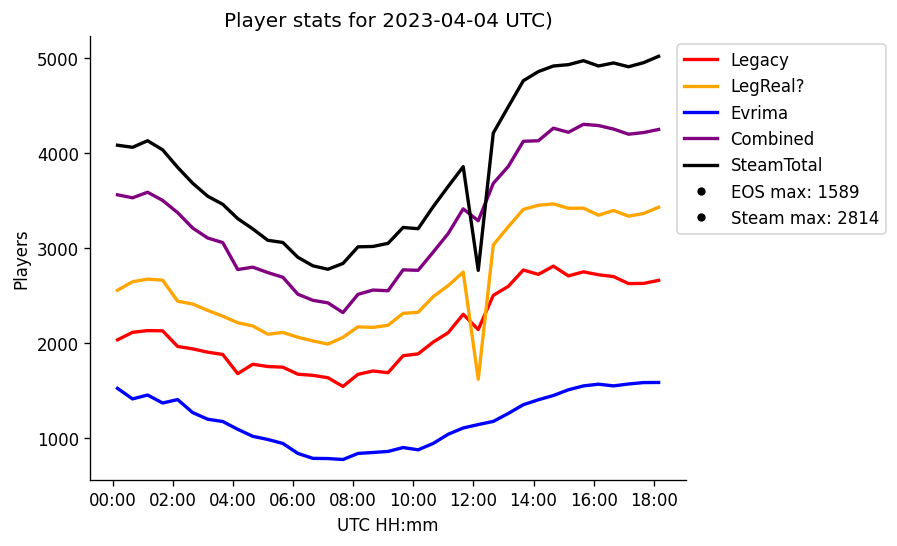 Player stats for 2023-04-04 UTC)
5000
4000
3000
2000
1000
Players
00:00 02:00 04:00 06:00 08:00 10:00 12:00 14:00 16:00 18:00
UTC HH:mm
Legacy
LegReal?
Evrima
Combined
SteamTotal
EOS max: 1589
Steam max: 2814